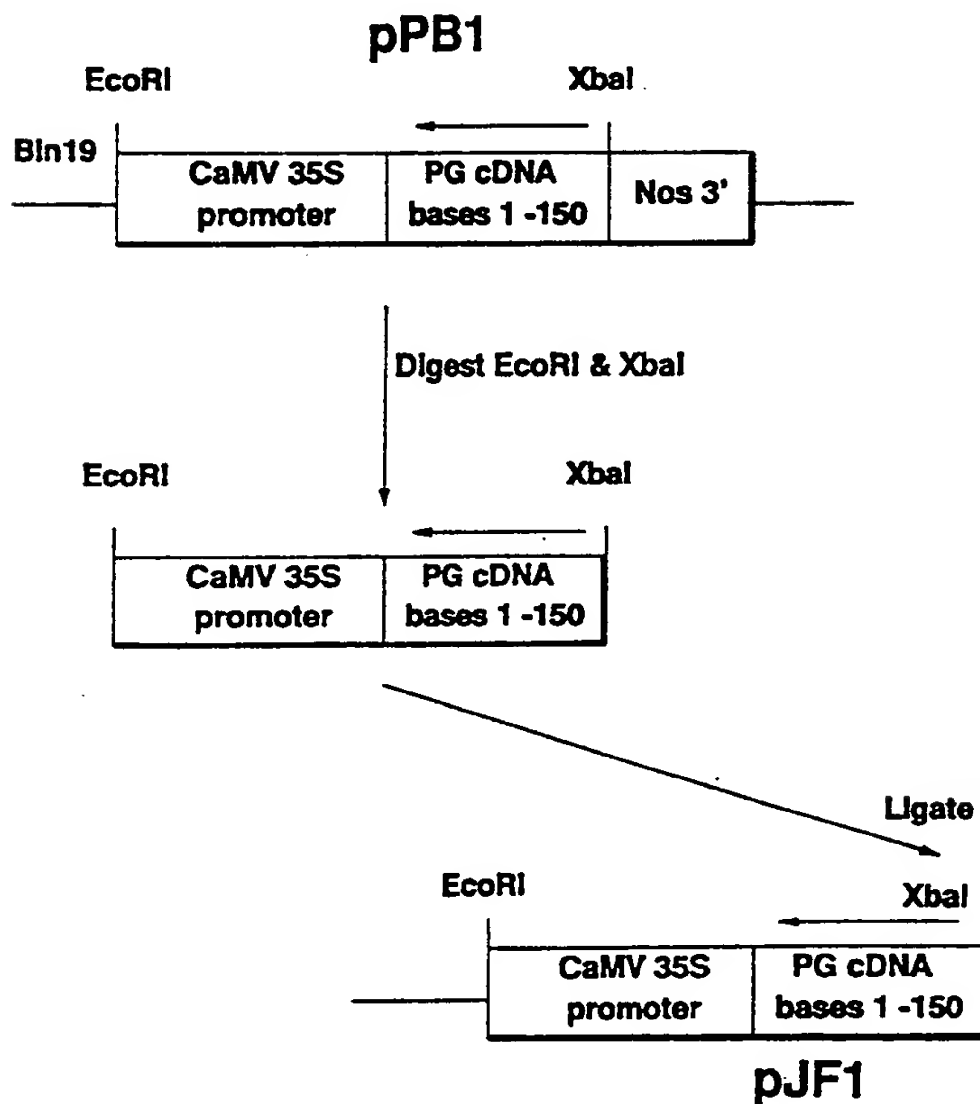 pPB1
EcoRI XbaI
Bin19
CaMV 35S PG cDNA Nos 3'
promoter bases 1 -150
Digest EcoRI & XbaI
EcoRI XbaI
CaMV 35S PG cDNA
promoter bases 1 -150
Ligate
EcoRI XbaI
CaMV 35S PG cDNA
promoter bases 1 -150
pJF1